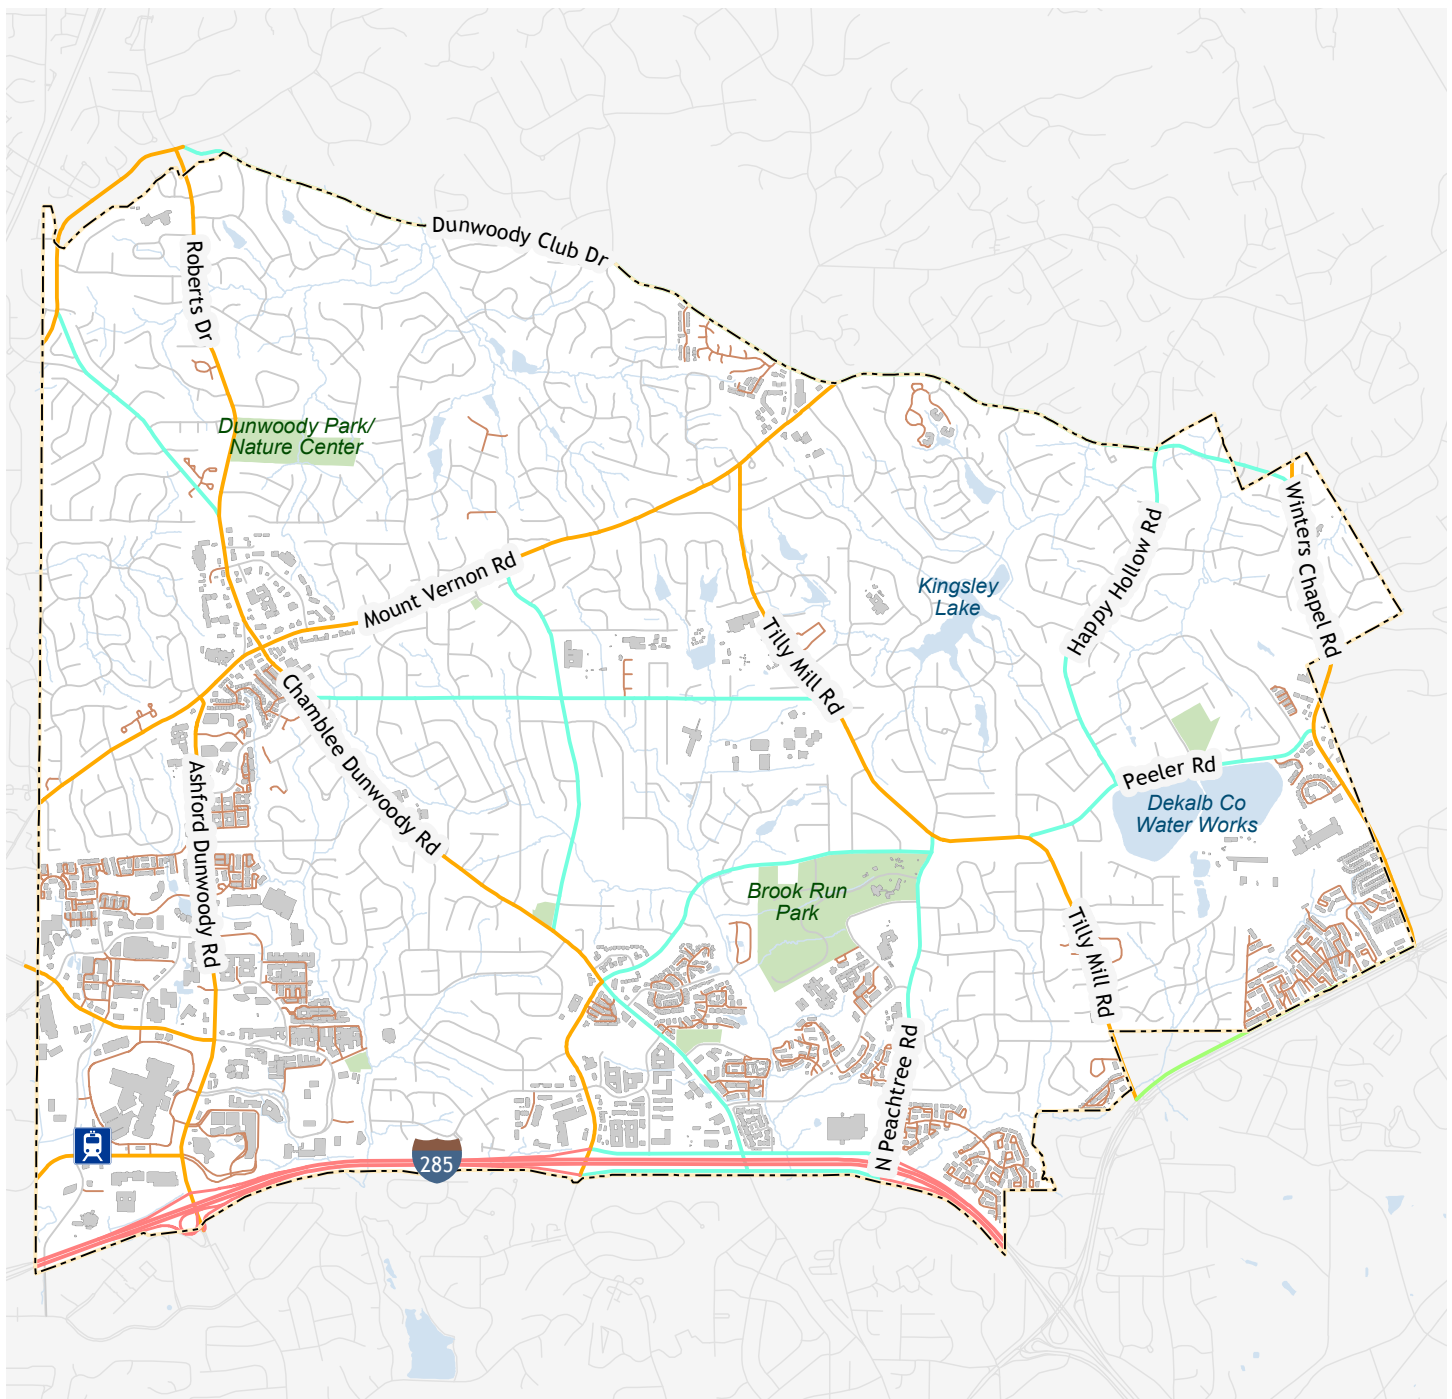 Dunwoody Club Dr
Roberts Dr
Dunwoody Park/
Nature Center
Mount Vernon Rd
Winters Chapel Rd
Happy Hollow Rd
Kingsley
Lake
Tilly Mill Rd
Chamblee Dunwoody Rd
Peeler Rd
Ashford Dunwoody Rd
Dekalb Co
Water Works
Brook Run
Park
Tilly Mill Rd
N Peachtree Rd
285